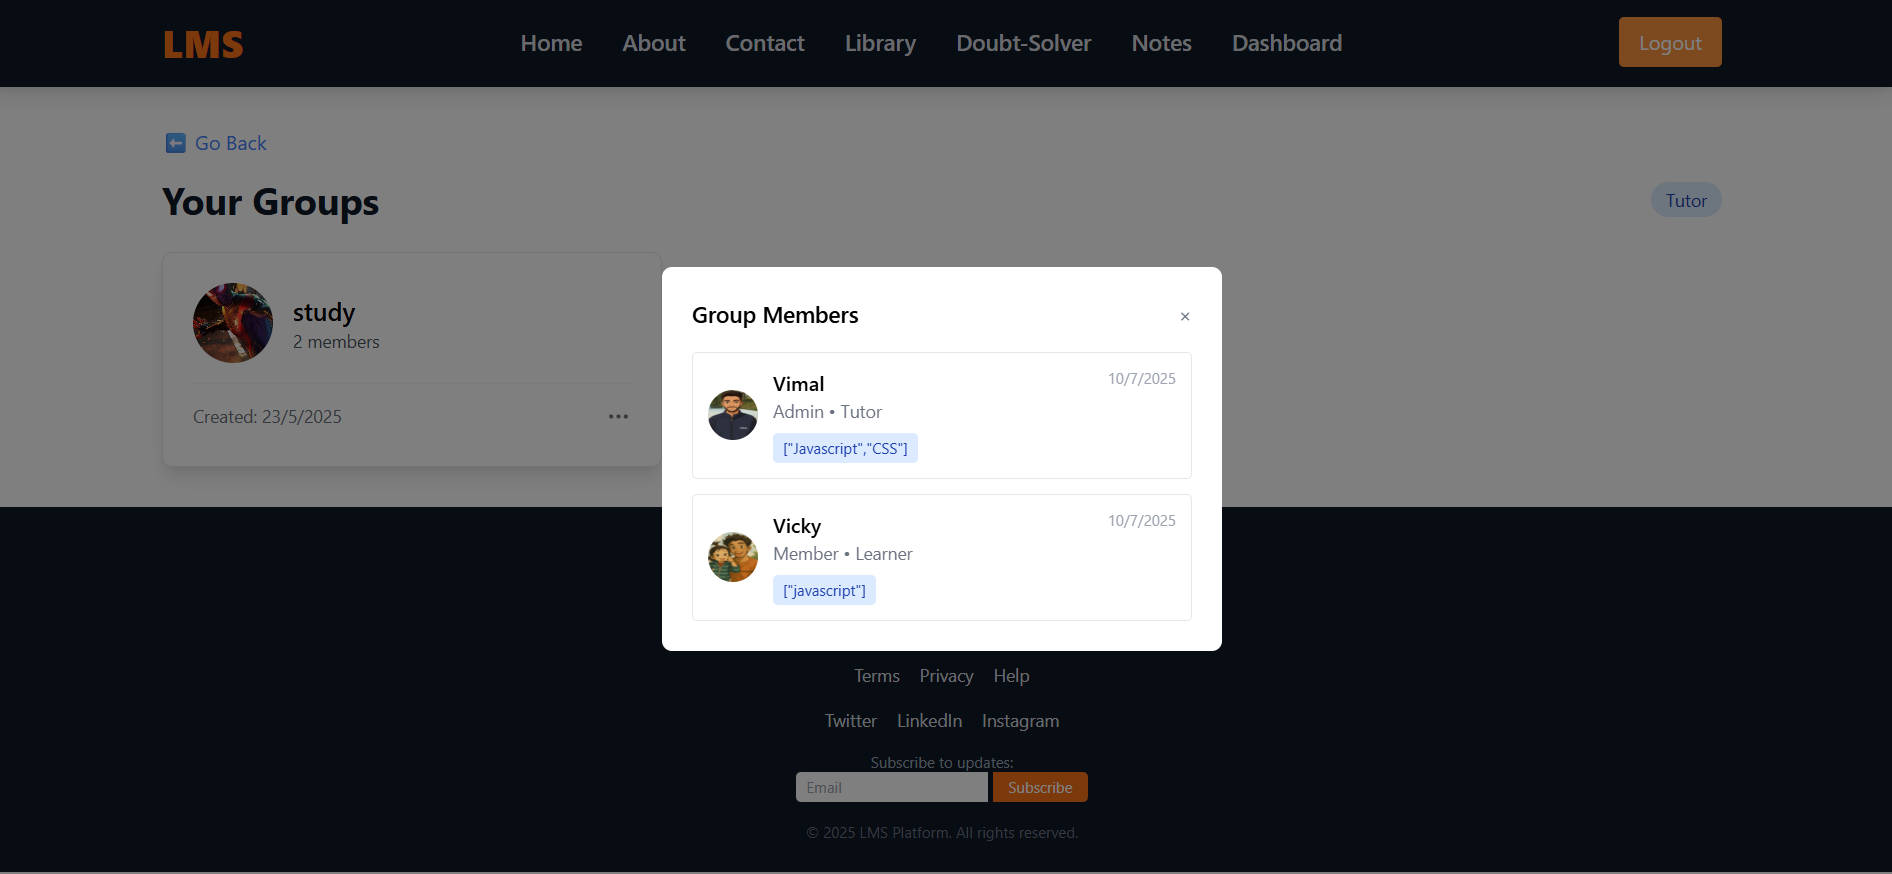 LMS
Home About Contact Library Doubt-Solver Notes Dashboard
Logout
Go Back
Your Groups
Tutor
study
2 members
Created: 23/5/2025
Group Members
×
Vimal
10/7/2025
Admin • Tutor
["Javascript","CSS"]
Vicky
10/7/2025
Member • Learner
["javascript"]
Terms Privacy Help
Twitter LinkedIn Instagram
Subscribe to updates:
Email
Subscribe
© 2025 LMS Platform. All rights reserved.